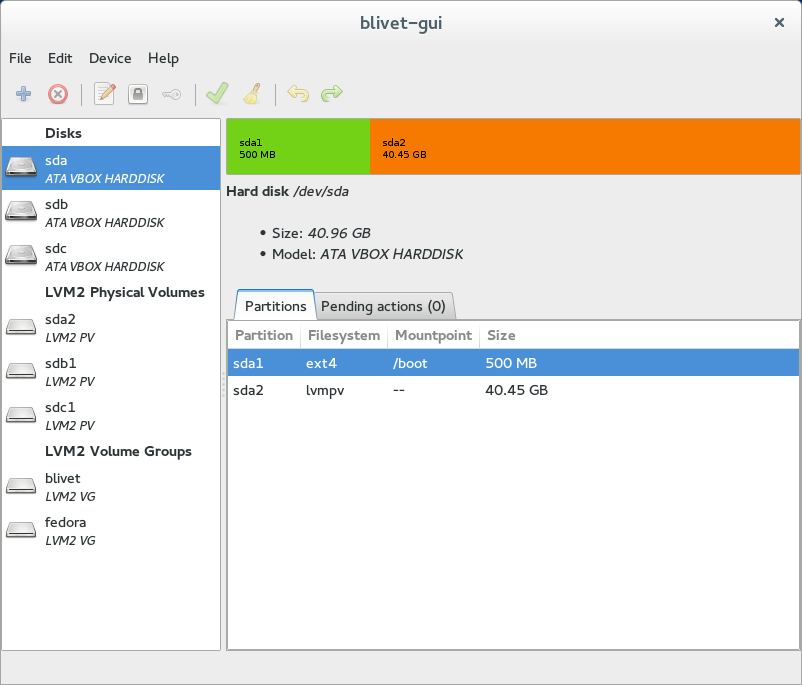 blivet-gui
File Edit Device Help
Disks
sda
ATA VBOX HARDDISK
sdb
ATA VBOX HARDDISK
sdc
ATA VBOX HARDDISK
LVM2 Physical Volumes
sda2
LVM2 PV
sdb1
LVM2 PV
sdc1
LVM2 PV
LVM2 Volume Groups
blivet
LVM2 VG
fedora
LVM2 VG
sda1
500 MB
sda2
40.45 GB
Hard disk /dev/sda
• Size: 40.96 GB
• Model: ATA VBOX HARDDISK
Partitions Pending actions (0)
Partition Filesystem Mountpoint Size
sda1 ext4 /boot 500 MB
sda2 lvmpv -- 40.45 GB